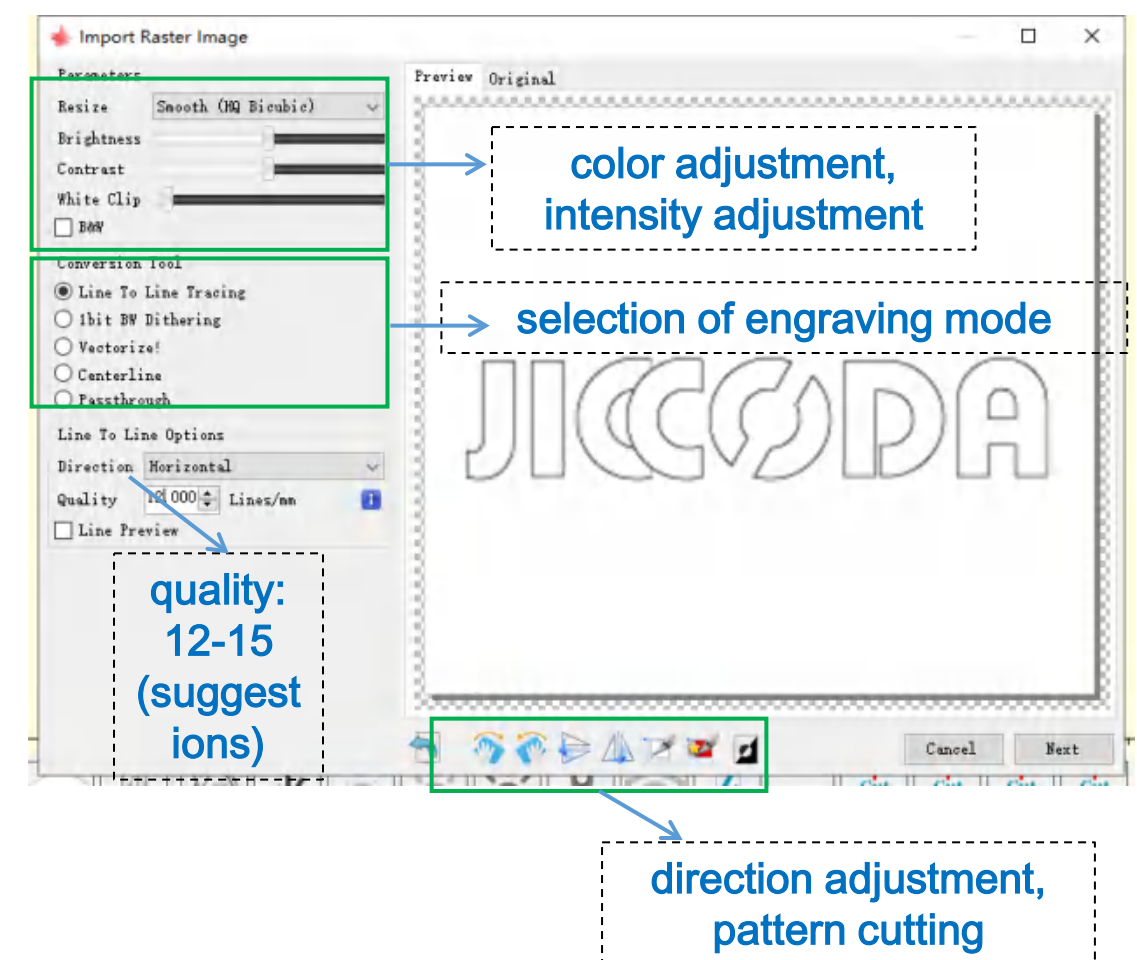 Import Raster Image
Parameters
Preview Original
Resize Smooth (HQ Bicubic)
Brightness
Contrast
White Clip
B&W
color adjustment,
intensity adjustment
Conversion Tool
Line To Line Tracing
1bit BW Dithering
Vectorize!
Centerline
Passthrough
selection of engraving mode
JICCODA
Line To Line Options
Direction Horizontal
Quality 12.000 Lines/mm
Line Preview
quality:
12-15
(suggest
ions)
Cancel Next
direction adjustment,
pattern cutting